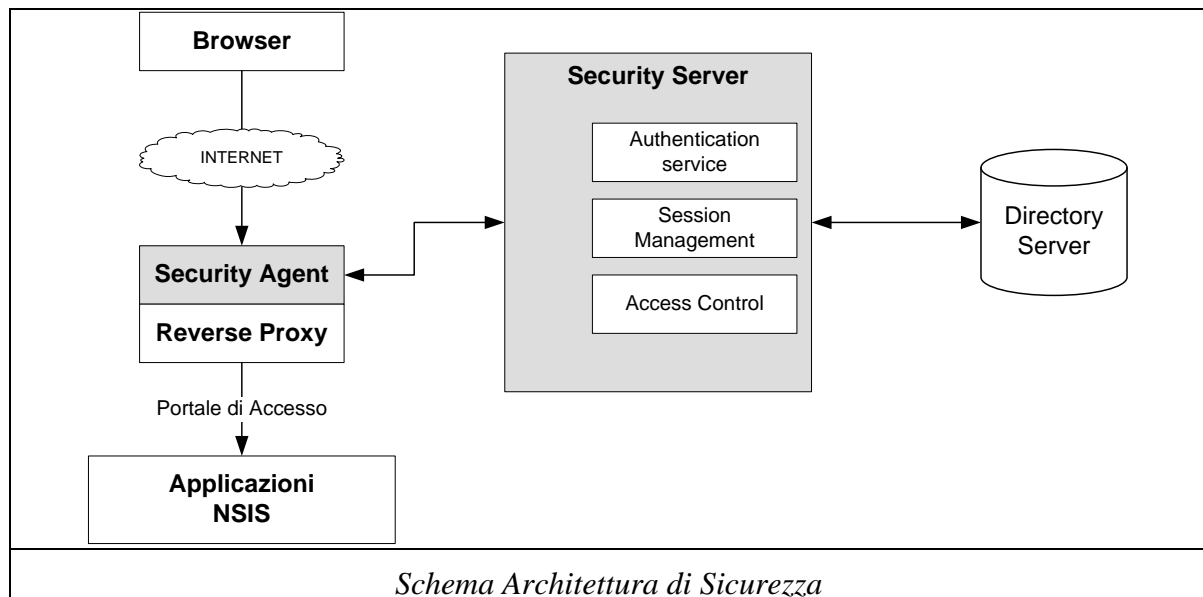 Browser
INTERNET
Security Agent
Reverse Proxy
Portale di Accesso
Applicazioni
NSIS
Security Server
Authentication
service
Session
Management
Access Control
Directory
Server
Schema Architettura di Sicurezza